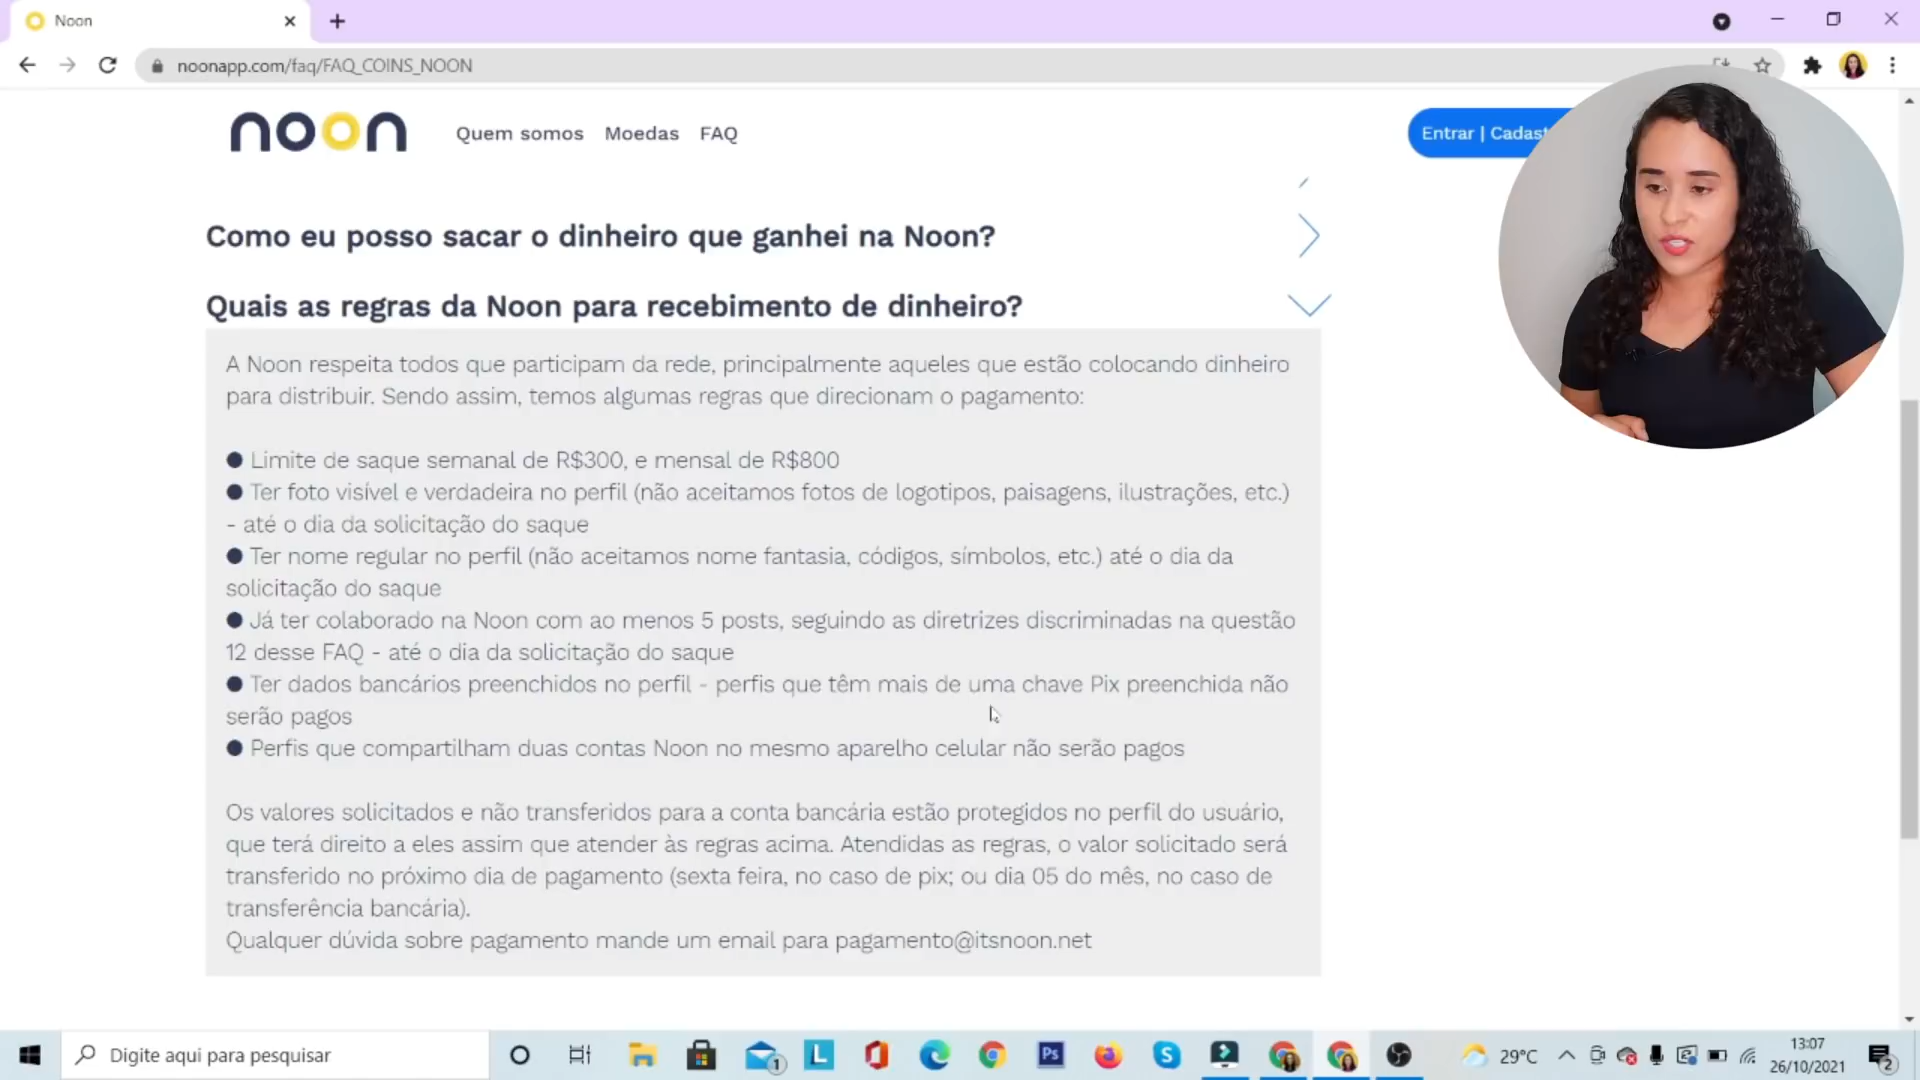 Noon
noonapp.com/faq/FAQ_COINS_NOON
noon
Quem somos
Moedas
FAQ
Entrar | Cadast
Como eu posso sacar o dinheiro que ganhei na Noon?
Quais as regras da Noon para recebimento de dinheiro?
A Noon respeita todos que participam da rede, principalmente aqueles que estão colocando dinheiro
para distribuir. Sendo assim, temos algumas regras que direcionam o pagamento:
● Limite de saque semanal de R$300, e mensal de R$800
● Ter foto visível e verdadeira no perfil (não aceitamos fotos de logotipos, paisagens, ilustrações, etc.)
- até o dia da solicitação do saque
● Ter nome regular no perfil (não aceitamos nome fantasia, códigos, símbolos, etc.) até o dia da
solicitação do saque
● Já ter colaborado na Noon com ao menos 5 posts, seguindo as diretrizes discriminadas na questão
12 desse FAQ - até o dia da solicitação do saque
● Ter dados bancários preenchidos no perfil - perfis que têm mais de uma chave Pix preenchida não
serão pagos
● Perfis que compartilham duas contas Noon no mesmo aparelho celular não serão pagos
Os valores solicitados e não transferidos para a conta bancária estão protegidos no perfil do usuário,
que terá direito a eles assim que atender às regras acima. Atendidas as regras, o valor solicitado será
transferido no próximo dia de pagamento (sexta feira, no caso de pix; ou dia 05 do mês, no caso de
transferência bancária).
Qualquer dúvida sobre pagamento mande um email para pagamento@itsnoon.net
Digite aqui para pesquisar
1
L
Ps
S
29°C
13:07
26/10/2021
2